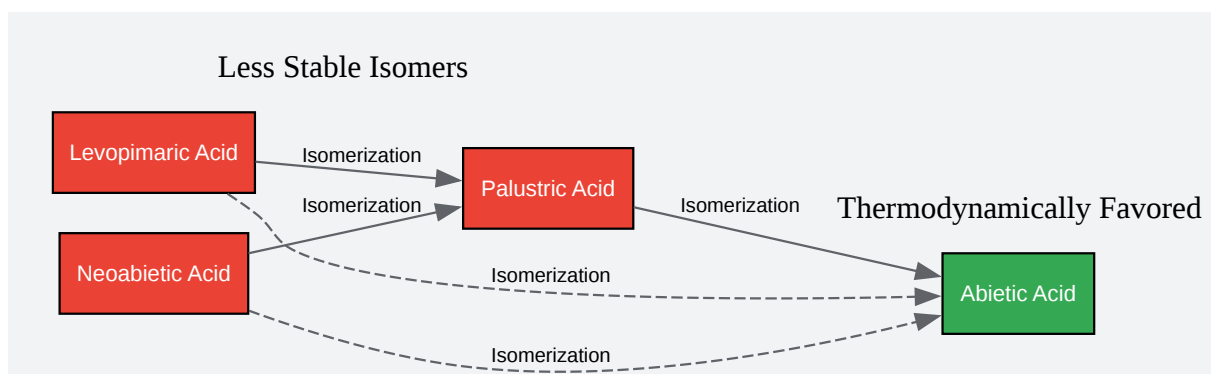 Less Stable Isomers
Levopimaric Acid
Isomerization
Palustric Acid
Isomerization
Isomerization
Thermodynamically Favored
Neoabietic Acid
Isomerization
Abietic Acid
Isomerization